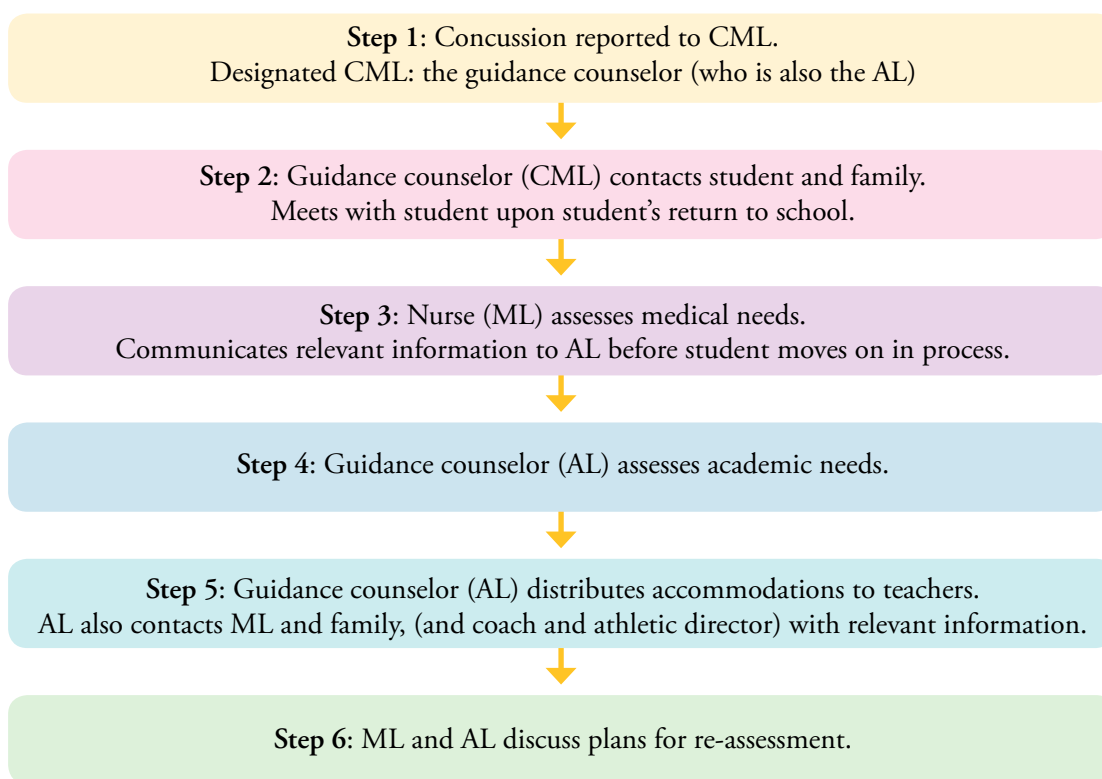 Step 1: Concussion reported to CML.
Designated CML: the guidance counselor (who is also the AL)
Step 2: Guidance counselor (CML) contacts student and family.
Meets with student upon student’s return to school.
Step 3: Nurse (ML) assesses medical needs.
Communicates relevant information to AL before student moves on in process.
Step 4: Guidance counselor (AL) assesses academic needs.
Step 5: Guidance counselor (AL) distributes accommodations to teachers.
AL also contacts ML and family, (and coach and athletic director) with relevant information.
Step 6: ML and AL discuss plans for re-assessment.